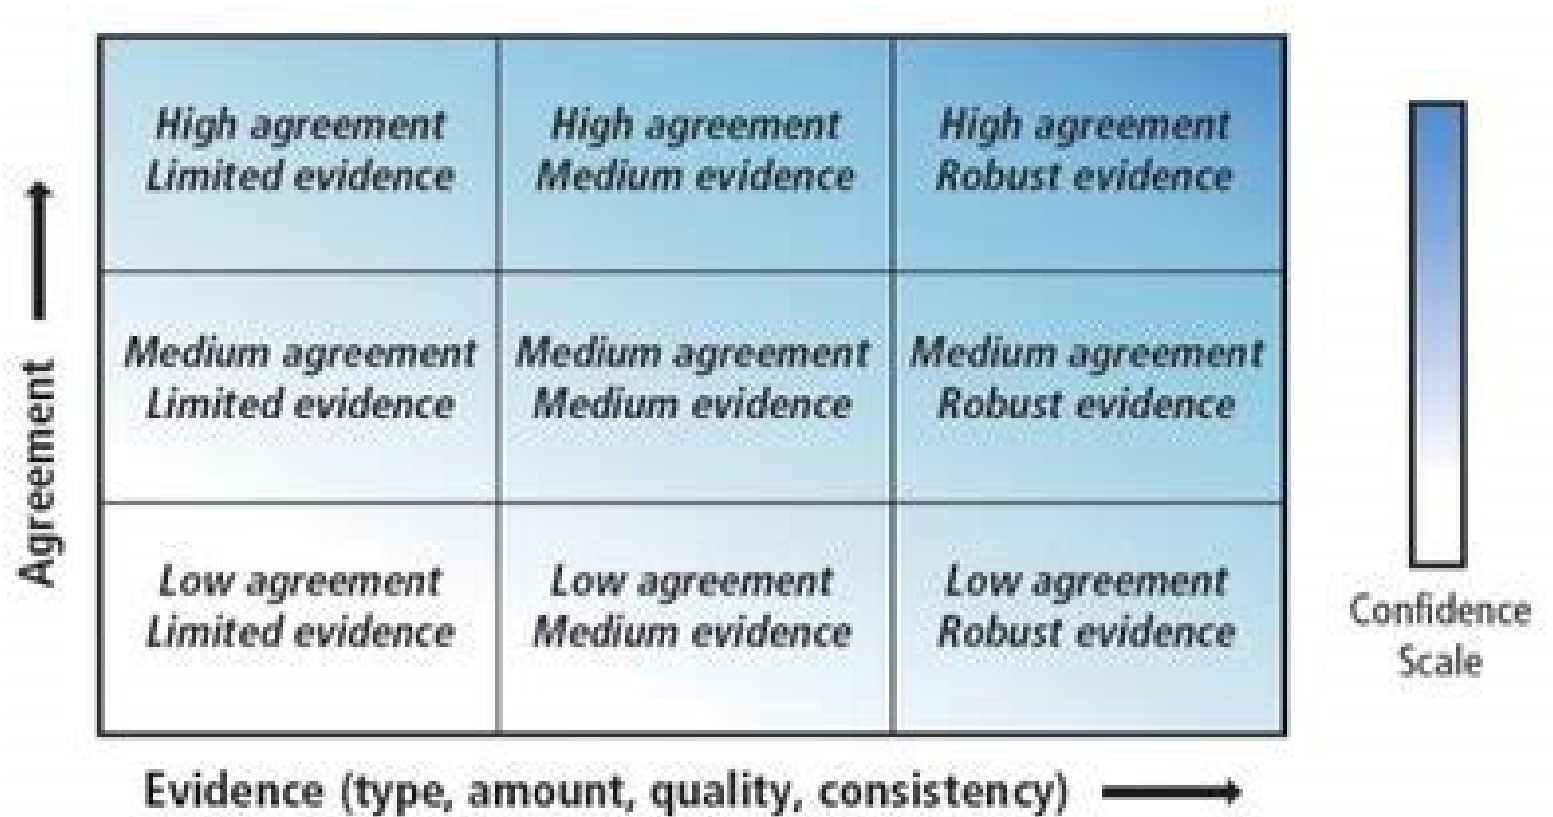 High agreement
Limited evidence
High agreement
Medium evidence
High agreement
Robust evidence
Medium agreement
Limited evidence
Medium agreement
Medium evidence
Medium agreement
Robust evidence
Low agreement
Limited evidence
Low agreement
Medium evidence
Low agreement
Robust evidence
Agreement
Evidence (type, amount, quality, consistency)
Confidence
Scale